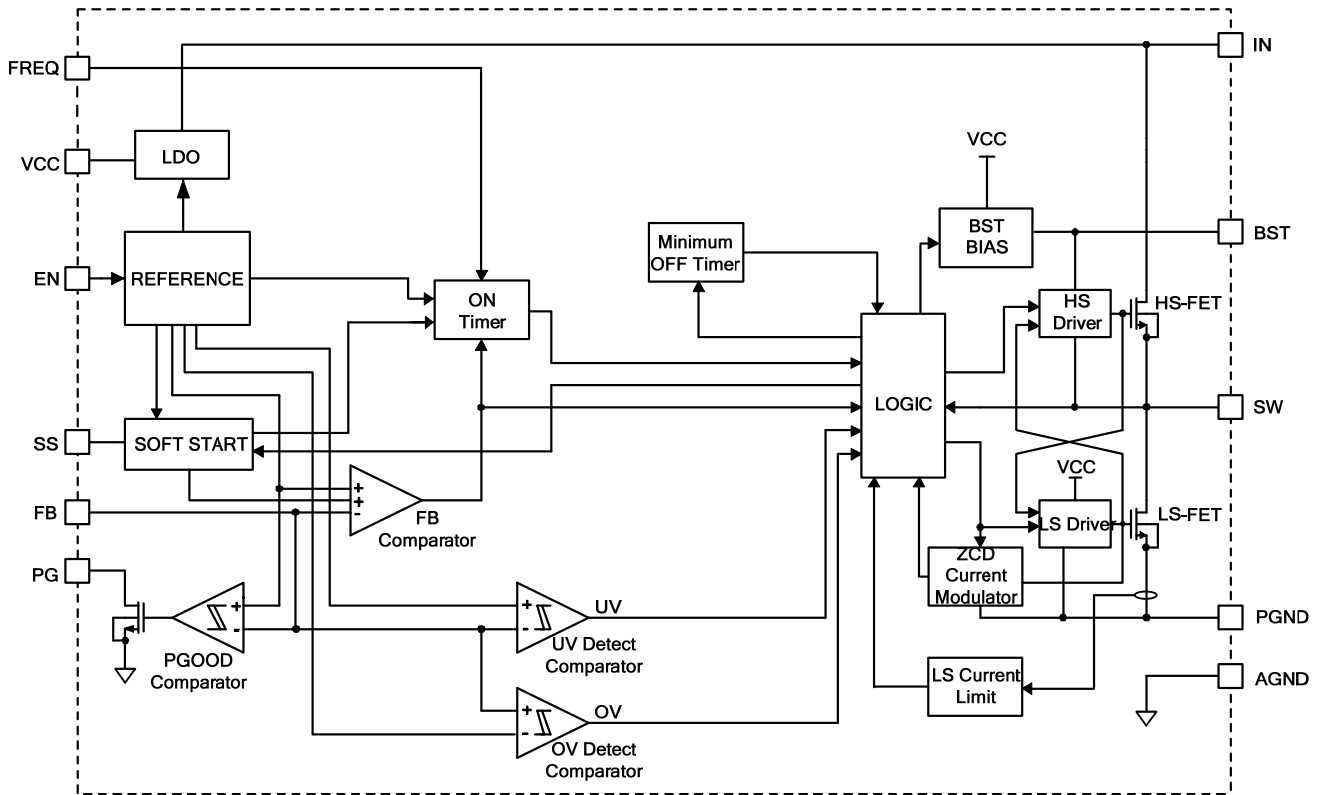 IN
FREQ
VCC
LDO
VCC
BST
BIAS
BST
Minimum
OFF Timer
EN
REFERENCE
ON
Timer
HS
Driver
HS-FET
LOGIC
SW
SS
SOFT START
VCC
+
+
-
FB
Comparator
FB
LS Driver
LS-FET
ZCD
Current
Modulator
PG
+
-
PGOOD
Comparator
+
-
UV
UV Detect
Comparator
PGND
LS Current
Limit
AGND
+
-
OV
OV Detect
Comparator